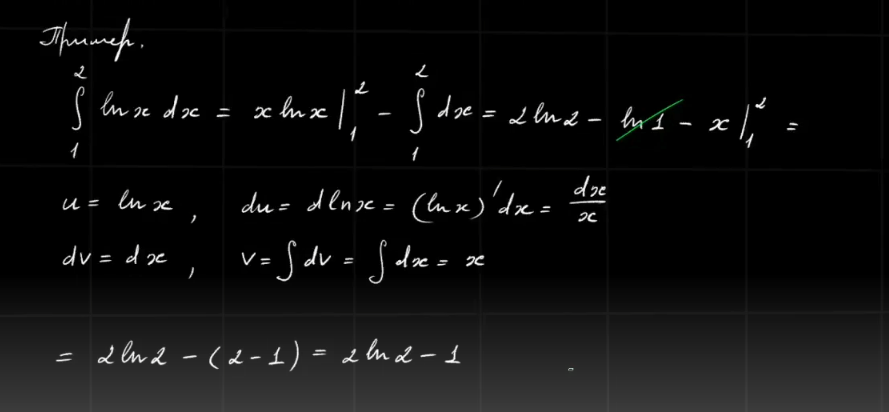 Пример.
∫₁² ln x dx = x ln x |₁² - ∫₁² dx = 2 ln 2 - ln 1 - x |₁² =
u = ln x, du = d ln x = (ln x)' dx = dx/x
dv = dx, v = ∫ dv = ∫ dx = x
= 2 ln 2 - (2 - 1) = 2 ln 2 - 1